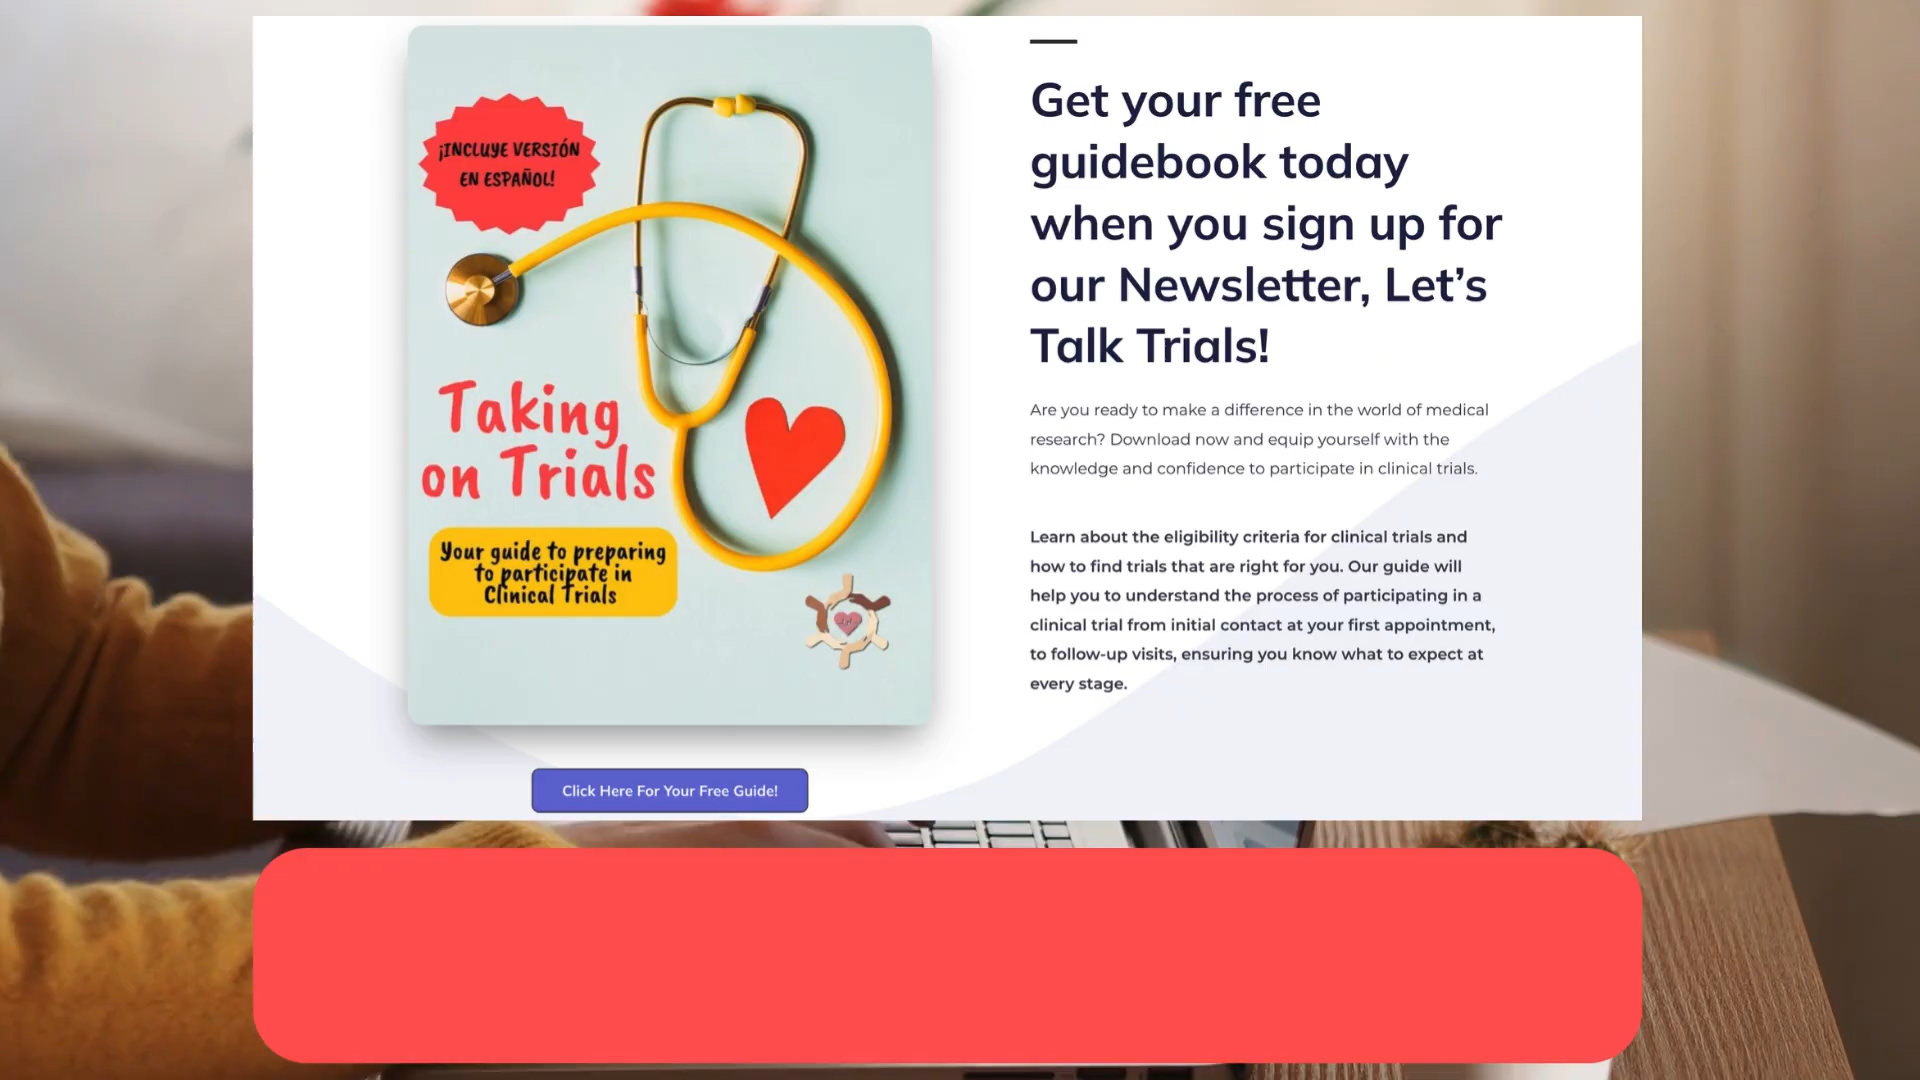 ¡INCLUYE VERSIÓN
EN ESPAÑOL!
Taking
on Trials
Your guide to preparing
to participate in
Clinical Trials
Click Here For Your Free Guide!
Get your free
guidebook today
when you sign up for
our Newsletter, Let’s
Talk Trials!
Are you ready to make a difference in the world of medical
research? Download now and equip yourself with the
knowledge and confidence to participate in clinical trials.
Learn about the eligibility criteria for clinical trials and
how to find trials that are right for you. Our guide will
help you to understand the process of participating in a
clinical trial from initial contact at your first appointment,
to follow-up visits, ensuring you know what to expect at
every stage.